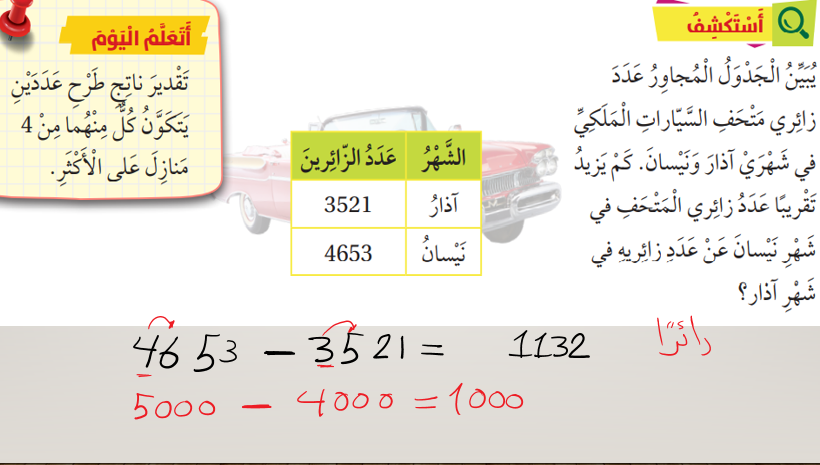 أَسْتَكْشِفُ
يُبَيِّنُ الْجَدْوَلُ الْمُجاوِرُ عَدَدَ
زائِري مَتْحَفِ السَّيّاراتِ الْمَلَكِيِّ
في شَهْرَيْ آذارَ وَنَيْسانَ. كَمْ يَزيدُ
تَقْريبًا عَدَدُ زائِري الْمَتْحَفِ في
شَهْرِ نَيْسانَ عَنْ عَدَدِ زائِريهِ في
شَهْرِ آذار؟
الشَّهْرُ عَدَدُ الزّائِرينَ
آذارُ 3521
نَيْسانُ 4653
أَتَعَلَّمُ الْيَوْمَ
تَقْديرَ ناتِجِ طَرْحِ عَدَدَيْنِ
يَتَكَوَّنُ كُلٌّ مِنْهُما مِنْ 4
مَنازِلَ عَلى الْأَكْثَرِ.
4653 - 3521 = 1132 زائرًا
5000 - 4000 = 1000